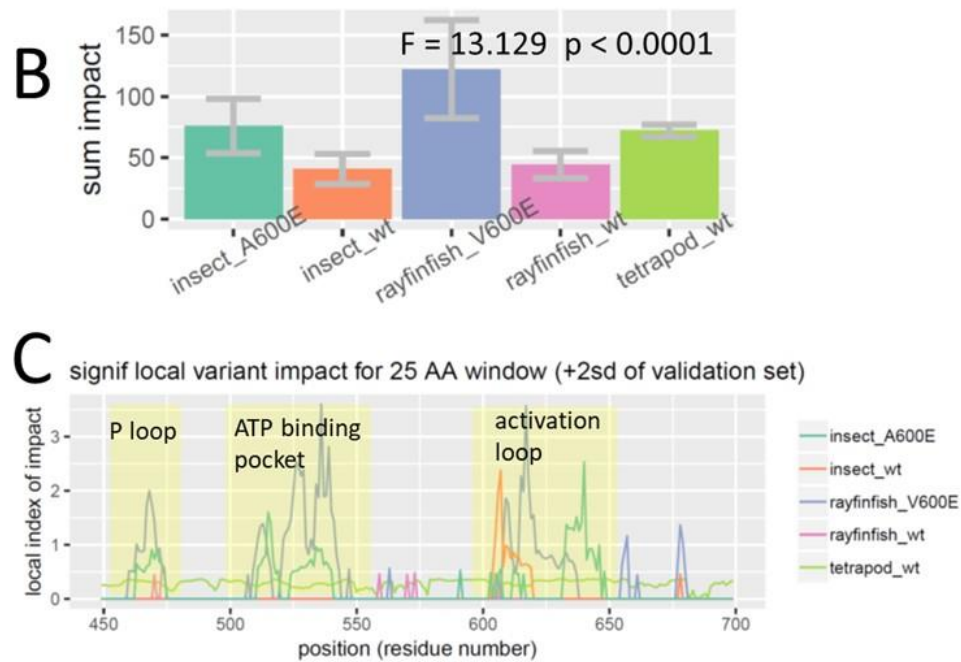 B
sum impact
150
100
50
0
F = 13.129 p < 0.0001
insect_A600E
insect_wt
rayfinfish_V600E
rayfinfish_wt
tetrapod_wt
C
signif local variant impact for 25 AA window (+2sd of validation set)
local index of impact
3
2
1
0
P loop
ATP binding
pocket
activation
loop
450
500
550
600
650
700
position (residue number)
insect_A600E
insect_wt
rayfinfish_V600E
rayfinfish_wt
tetrapod_wt